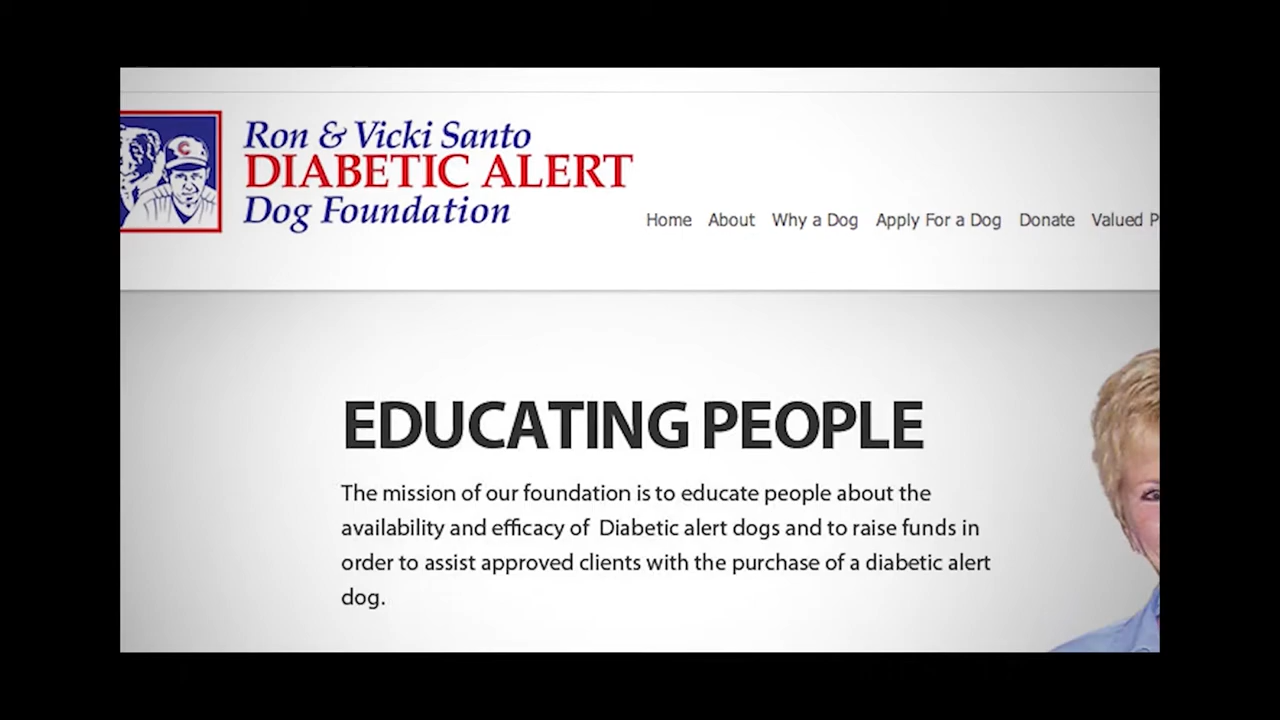 Ron & Vicki Santo
DIABETIC ALERT
Dog Foundation
Home About Why a Dog Apply For a Dog Donate Valued P
EDUCATING PEOPLE
The mission of our foundation is to educate people about the
availability and efficacy of Diabetic alert dogs and to raise funds in
order to assist approved clients with the purchase of a diabetic alert
dog.
C